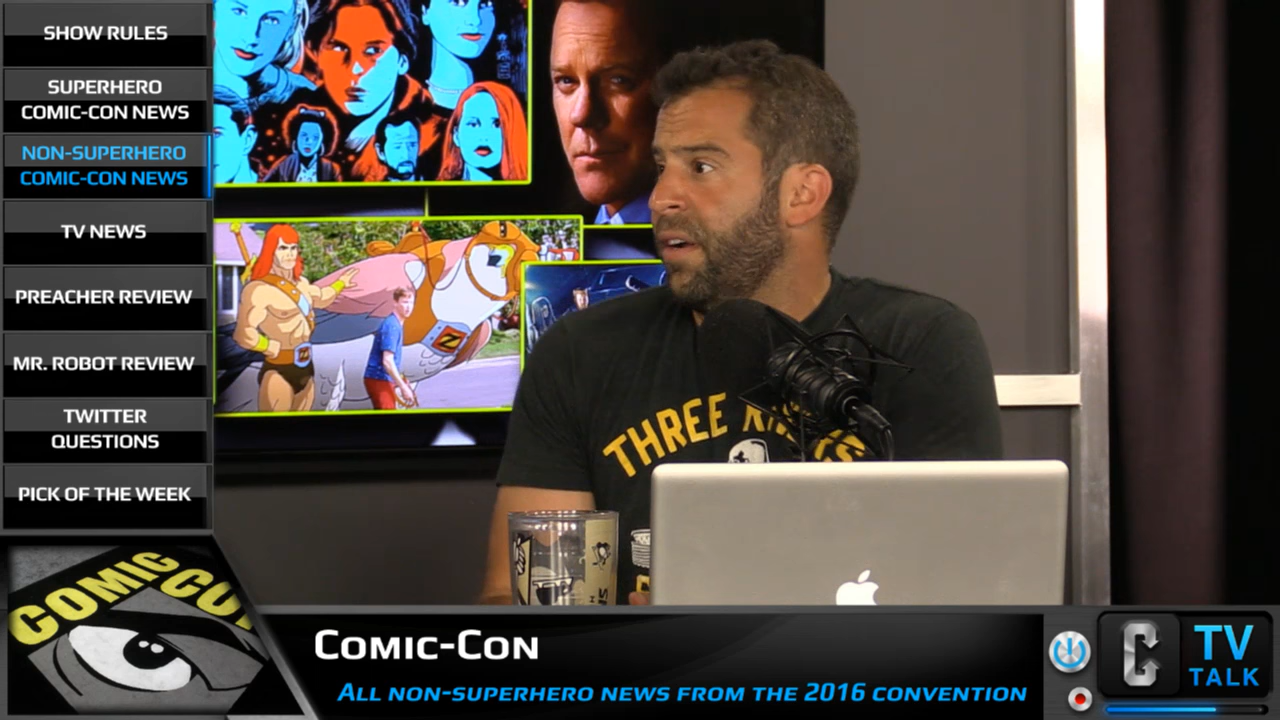 SHOW RULES
SUPERHERO
COMIC-CON NEWS
NON-SUPERHERO
COMIC-CON NEWS
TV NEWS
PREACHER REVIEW
MR. ROBOT REVIEW
TWITTER
QUESTIONS
PICK OF THE WEEK
Z
Z
THREE
COMIC CON
COMIC-CON
ALL NON-SUPERHERO NEWS FROM THE 2016 CONVENTION
C
TV
TALK